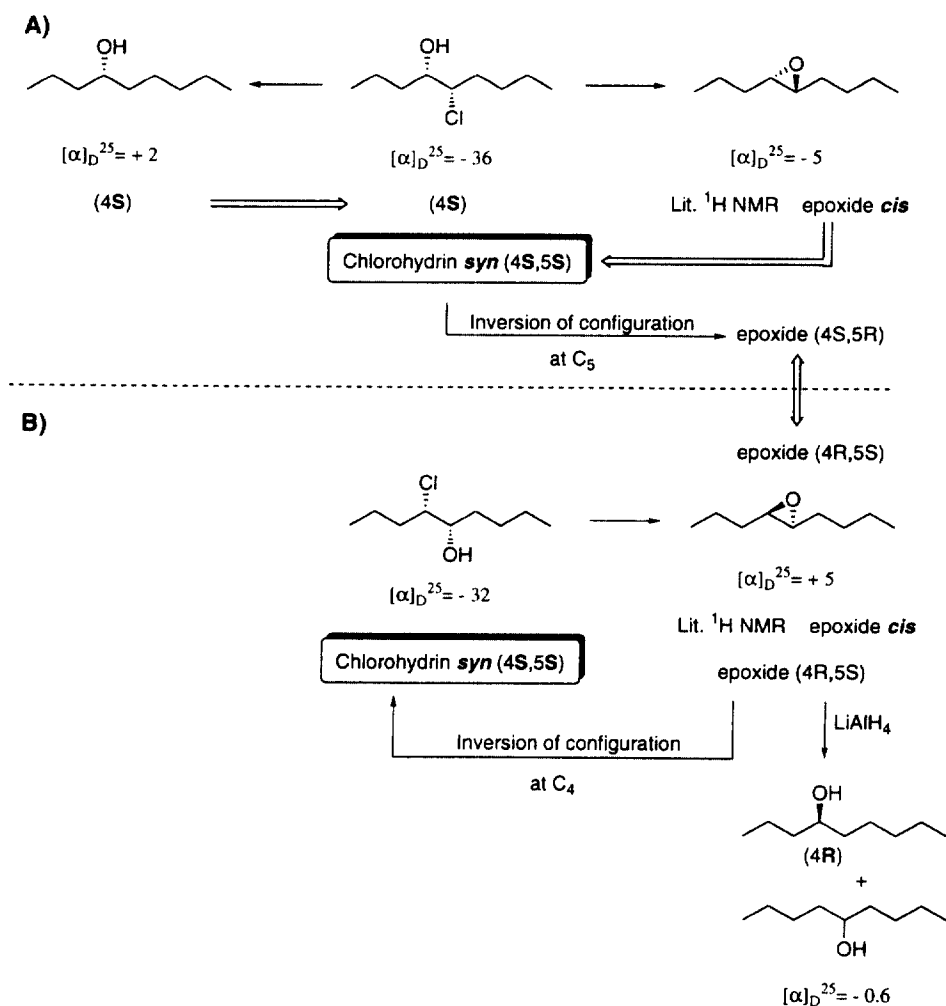 A)
OH
OH
O
Cl
[α]D25= + 2
[α]D25= - 36
[α]D25= - 5
(4S)
(4S)
Lit. 1H NMR epoxide cis
Chlorohydrin syn (4S,5S)
Inversion of configuration
at C5
epoxide (4S,5R)
B)
epoxide (4R,5S)
Cl
O
OH
[α]D25= - 32
[α]D25= + 5
Lit. 1H NMR epoxide cis
Chlorohydrin syn (4S,5S)
epoxide (4R,5S)
LiAlH4
Inversion of configuration
at C4
OH
(4R)
+
OH
[α]D25= - 0.6